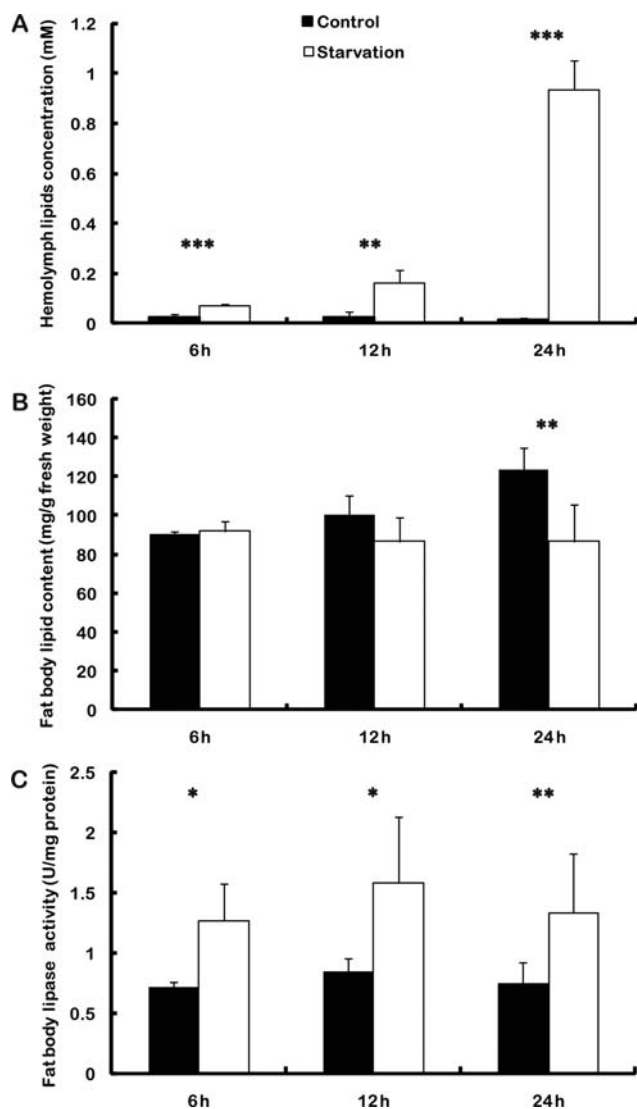 A
Hemolymph lipids concentration (mM)
Control
Starvation
1.2
1
0.8
0.6
0.4
0.2
0
***
**
***
6h 12h 24h
B
Fat body lipid content (mg/g fresh weight)
160
140
120
100
80
60
40
20
0
**
6h 12h 24h
C
Fat body lipase activity (U/mg protein)
2.5
2
1.5
1
0.5
0
* * **
6h 12h 24h